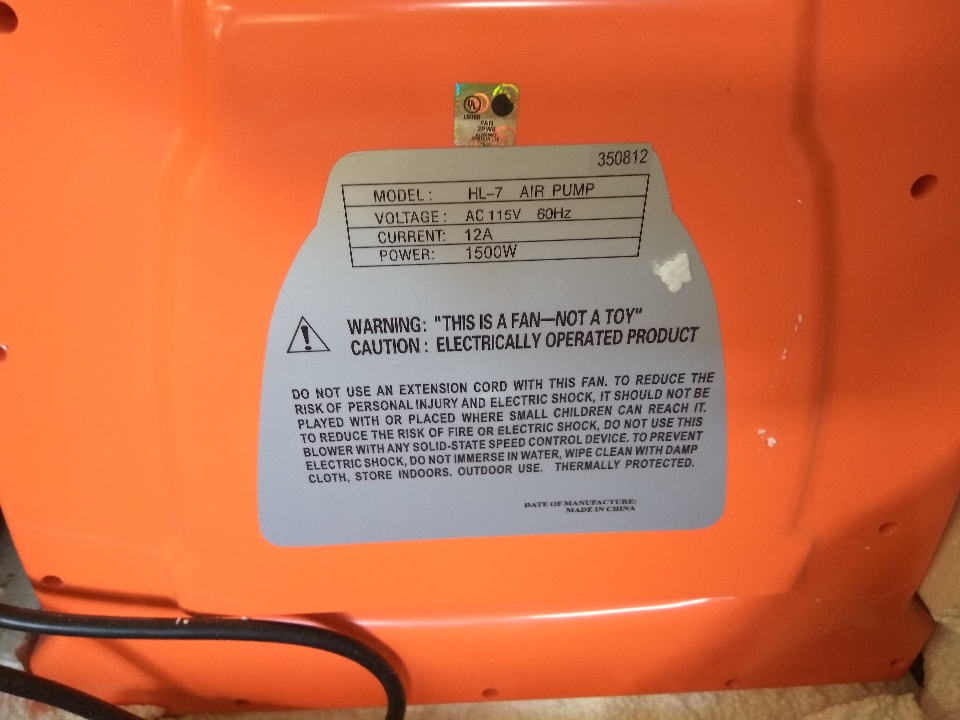 UL
LISTED
FAN
2PW8
350812
MODEL: HL-7 AIR PUMP
VOLTAGE: AC 115V 60Hz
CURRENT: 12A
POWER: 1500W
WARNING: "THIS IS A FAN—NOT A TOY"
CAUTION : ELECTRICALLY OPERATED PRODUCT
DO NOT USE AN EXTENSION CORD WITH THIS FAN. TO REDUCE THE
RISK OF PERSONAL INJURY AND ELECTRIC SHOCK, IT SHOULD NOT BE
PLAYED WITH OR PLACED WHERE SMALL CHILDREN CAN REACH IT.
TO REDUCE THE RISK OF FIRE OR ELECTRIC SHOCK, DO NOT USE THIS
BLOWER WITH ANY SOLID-STATE SPEED CONTROL DEVICE. TO PREVENT
ELECTRIC SHOCK, DO NOT IMMERSE IN WATER, WIPE CLEAN WITH DAMP
CLOTH, STORE INDOORS. OUTDOOR USE. THERMALLY PROTECTED.
DATE OF MANUFACTURE:
MADE IN CHINA